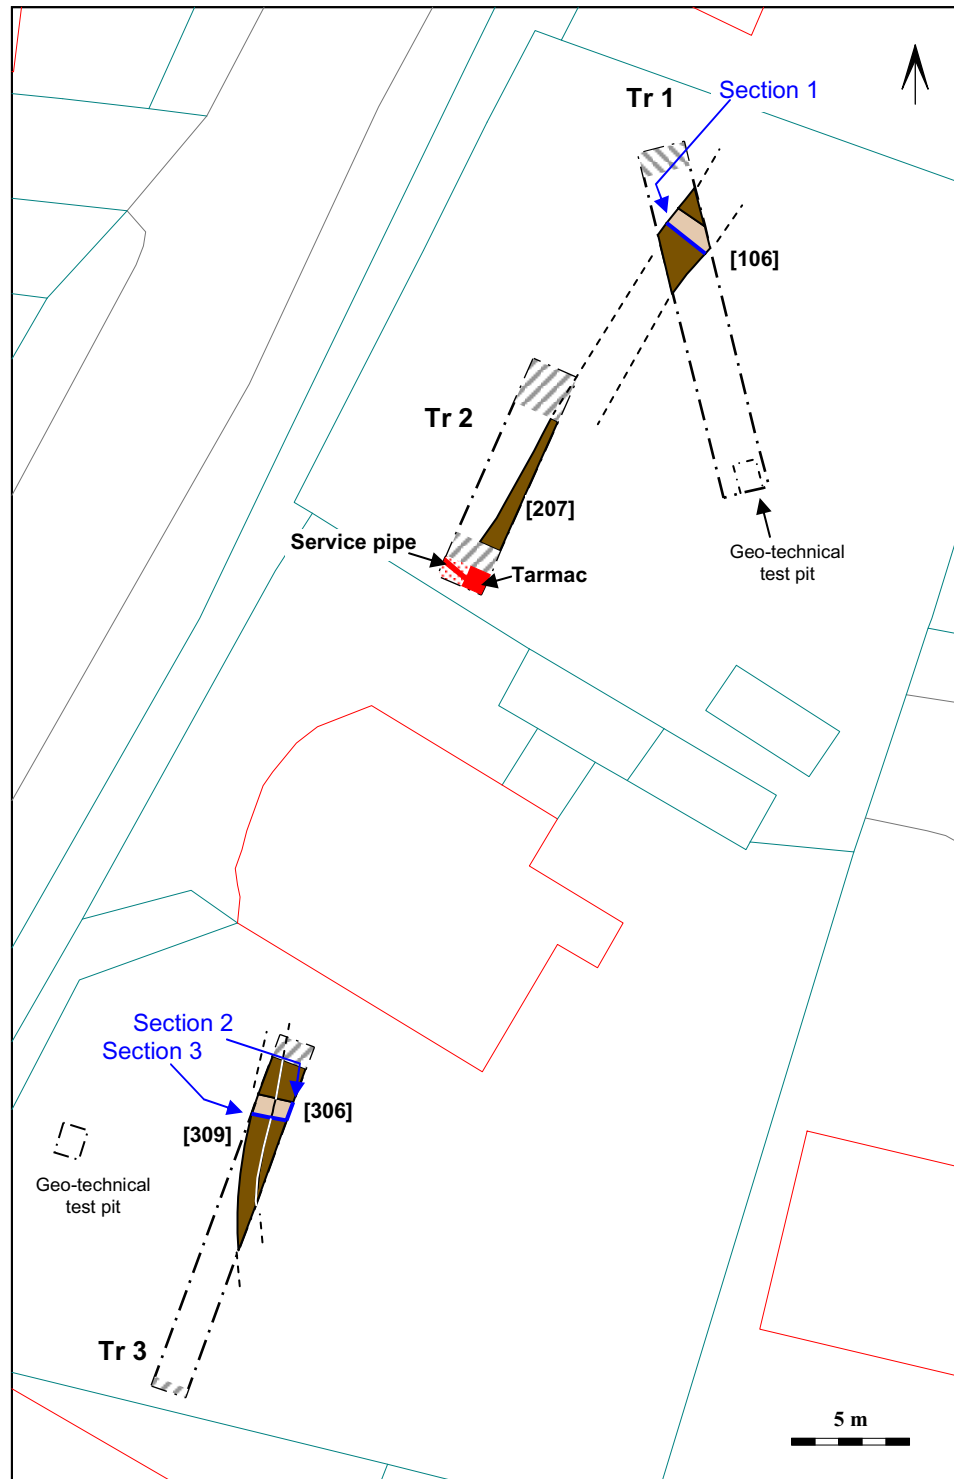 Section 1
Tr 1
[106]
Tr 2
[207]
Service pipe
Tarmac
Geo-technical
test pit
Section 2
Section 3
[306]
[309]
Geo-technical
test pit
Tr 3
5 m